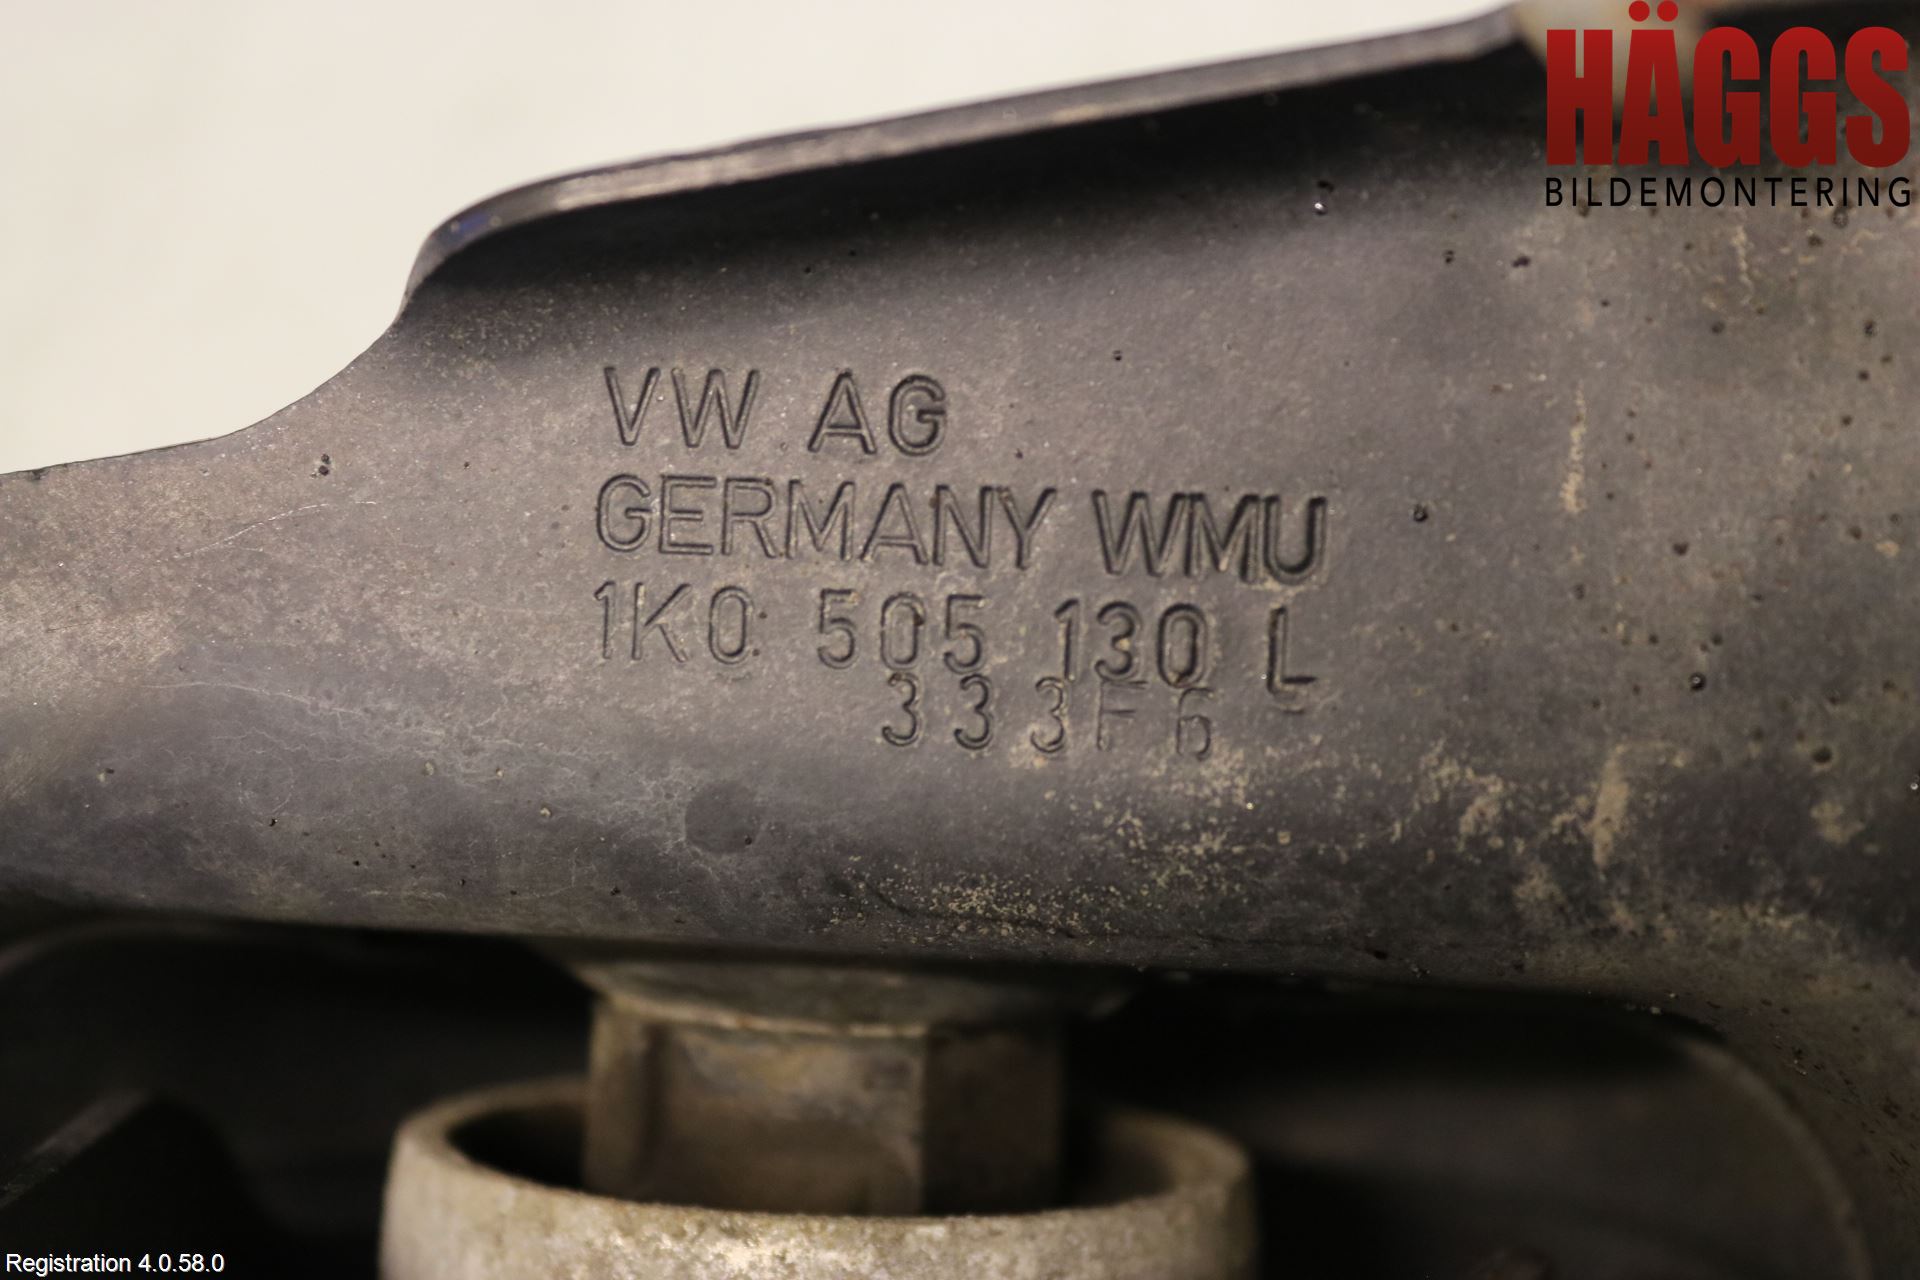 HÄGGS
BILDEMONTERING
VW AG
GERMANY WMU
1K0 505 130 L
333F6
Registration 4.0.58.0